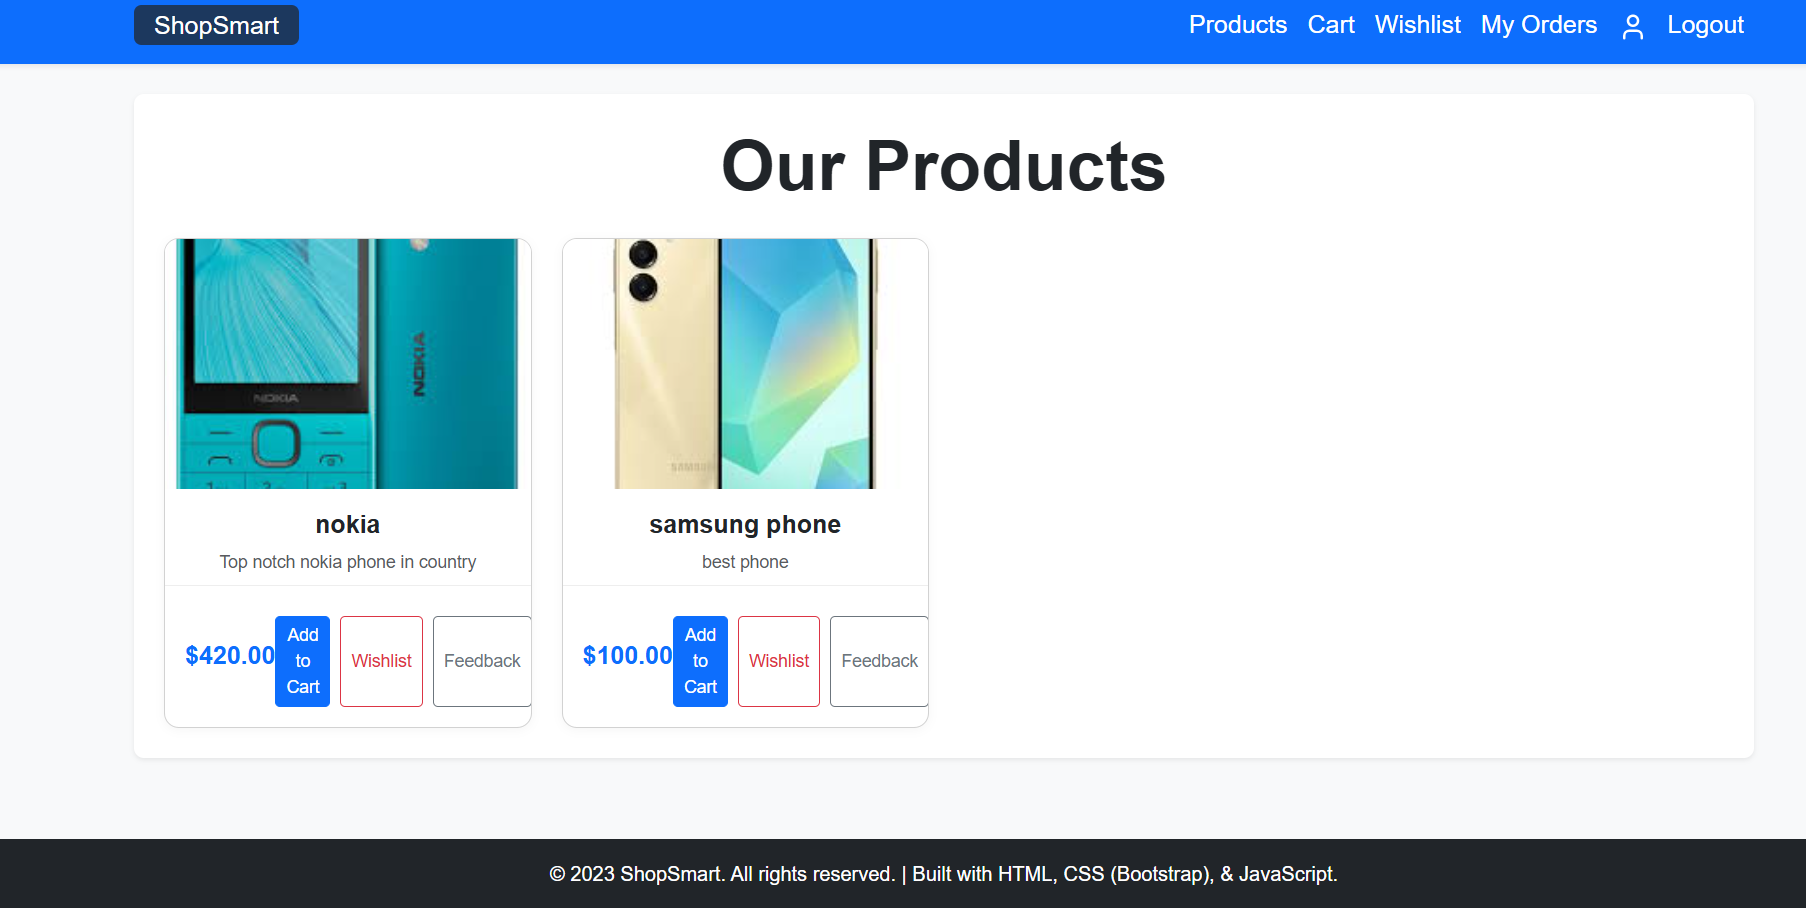 ShopSmart
Products Cart Wishlist My Orders Logout
Our Products
NOKIA
NOKIA
SAMSUNG
nokia
Top notch nokia phone in country
$420.00
Add
to
Cart
Wishlist
Feedback
samsung phone
best phone
$100.00
Add
to
Cart
Wishlist
Feedback
© 2023 ShopSmart. All rights reserved. | Built with HTML, CSS (Bootstrap), & JavaScript.